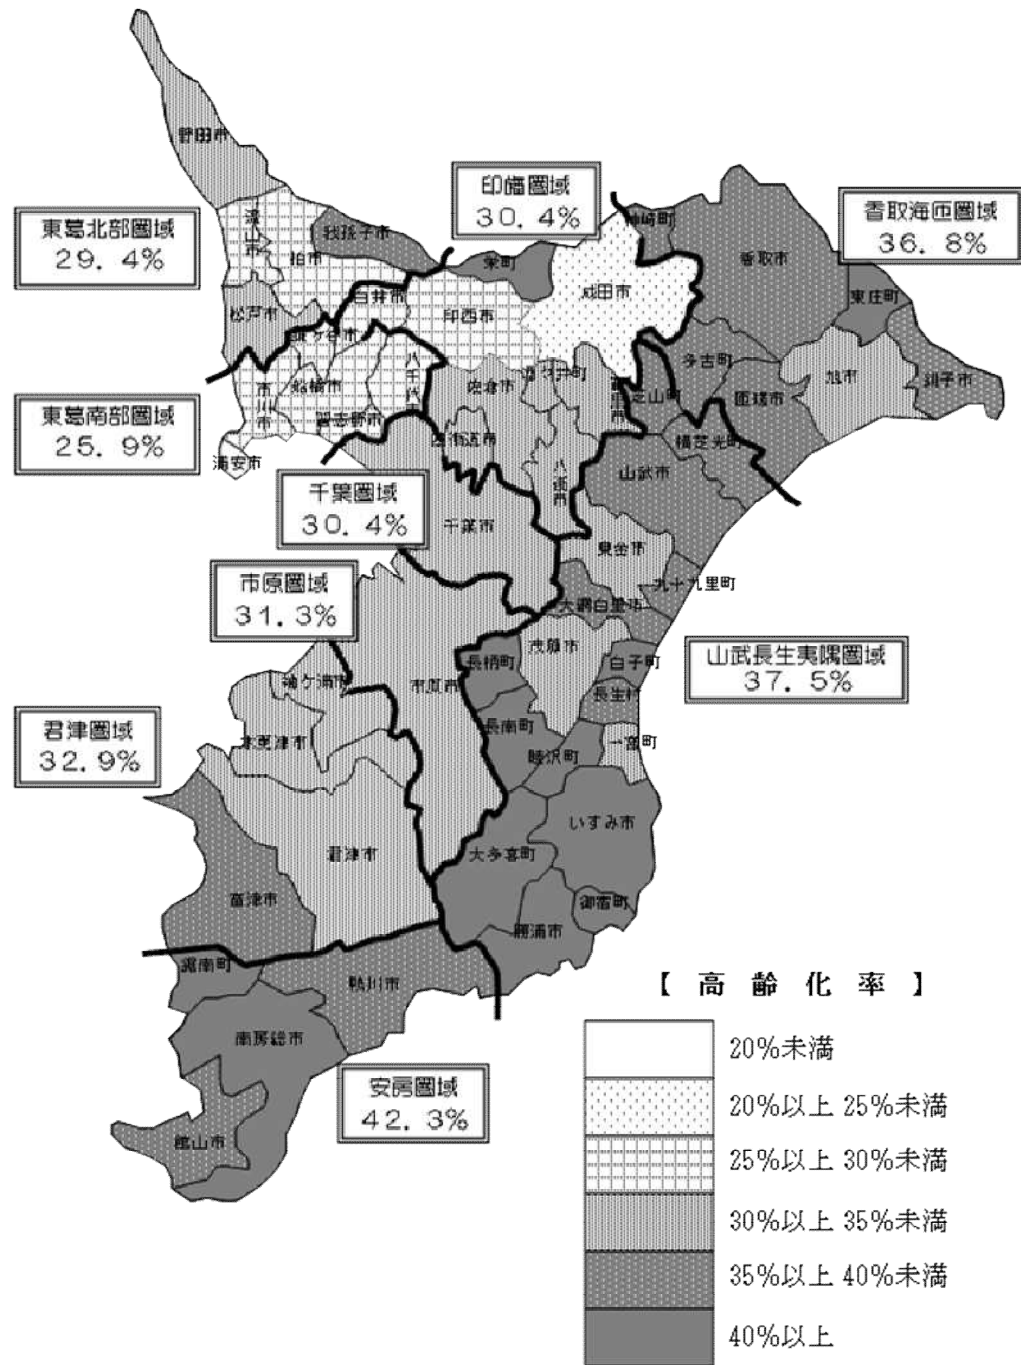 野田市
印旛圏域
30.4%
香取海匝圏域
36.8%
東葛北部圏域
29.4%
流山市
我孫子市
神崎町
香取市
柏市
栄町
成田市
東庄町
白井市
印西市
松戸市
鎌ケ谷市
多古町
旭市
銚子市
八千代市
佐倉市
酒々井町
富里市
芝山町
匝瑳市
市川市
船橋市
習志野市
東葛南部圏域
25.9%
浦安市
四街道市
八街市
横芝光町
山武市
千葉圏域
30.4%
千葉市
東金市
九十九里町
市原圏域
31.3%
大網白里市
茂原市
山武長生夷隅圏域
37.5%
長柄町
白子町
袖ケ浦市
市原市
長生村
君津圏域
32.9%
木更津市
長南町
睦沢町
一宮町
いすみ市
君津市
大多喜町
富津市
御宿町
勝浦市
鋸南町
鴨川市
南房総市
安房圏域
42.3%
館山市
【 高 齢 化 率 】
20%未満
20%以上 25%未満
25%以上 30%未満
30%以上 35%未満
35%以上 40%未満
40%以上